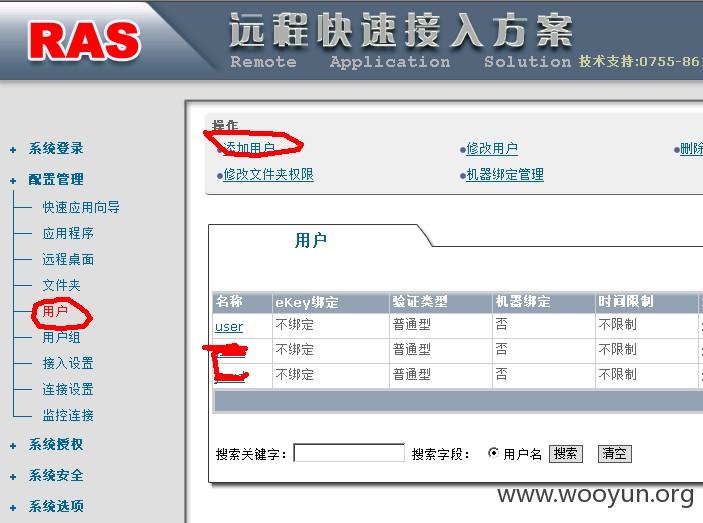 RAS
远程快速接入方案
Remote Application Solution 技术支持:0755-861
系统登录
配置管理
快速应用向导
应用程序
远程桌面
文件夹
用户
用户组
接入设置
连接设置
监控连接
系统授权
系统安全
系统选项
操作
添加用户 修改用户 删除
修改文件夹权限 机器绑定管理
用户
名称 eKey绑定 验证类型 机器绑定 时间限制
user 不绑定 普通型 否 不限制
不绑定 普通型 否 不限制
不绑定 普通型 否 不限制
搜索关键字: 搜索字段: 用户名 搜索 清空
www.wooyun.org